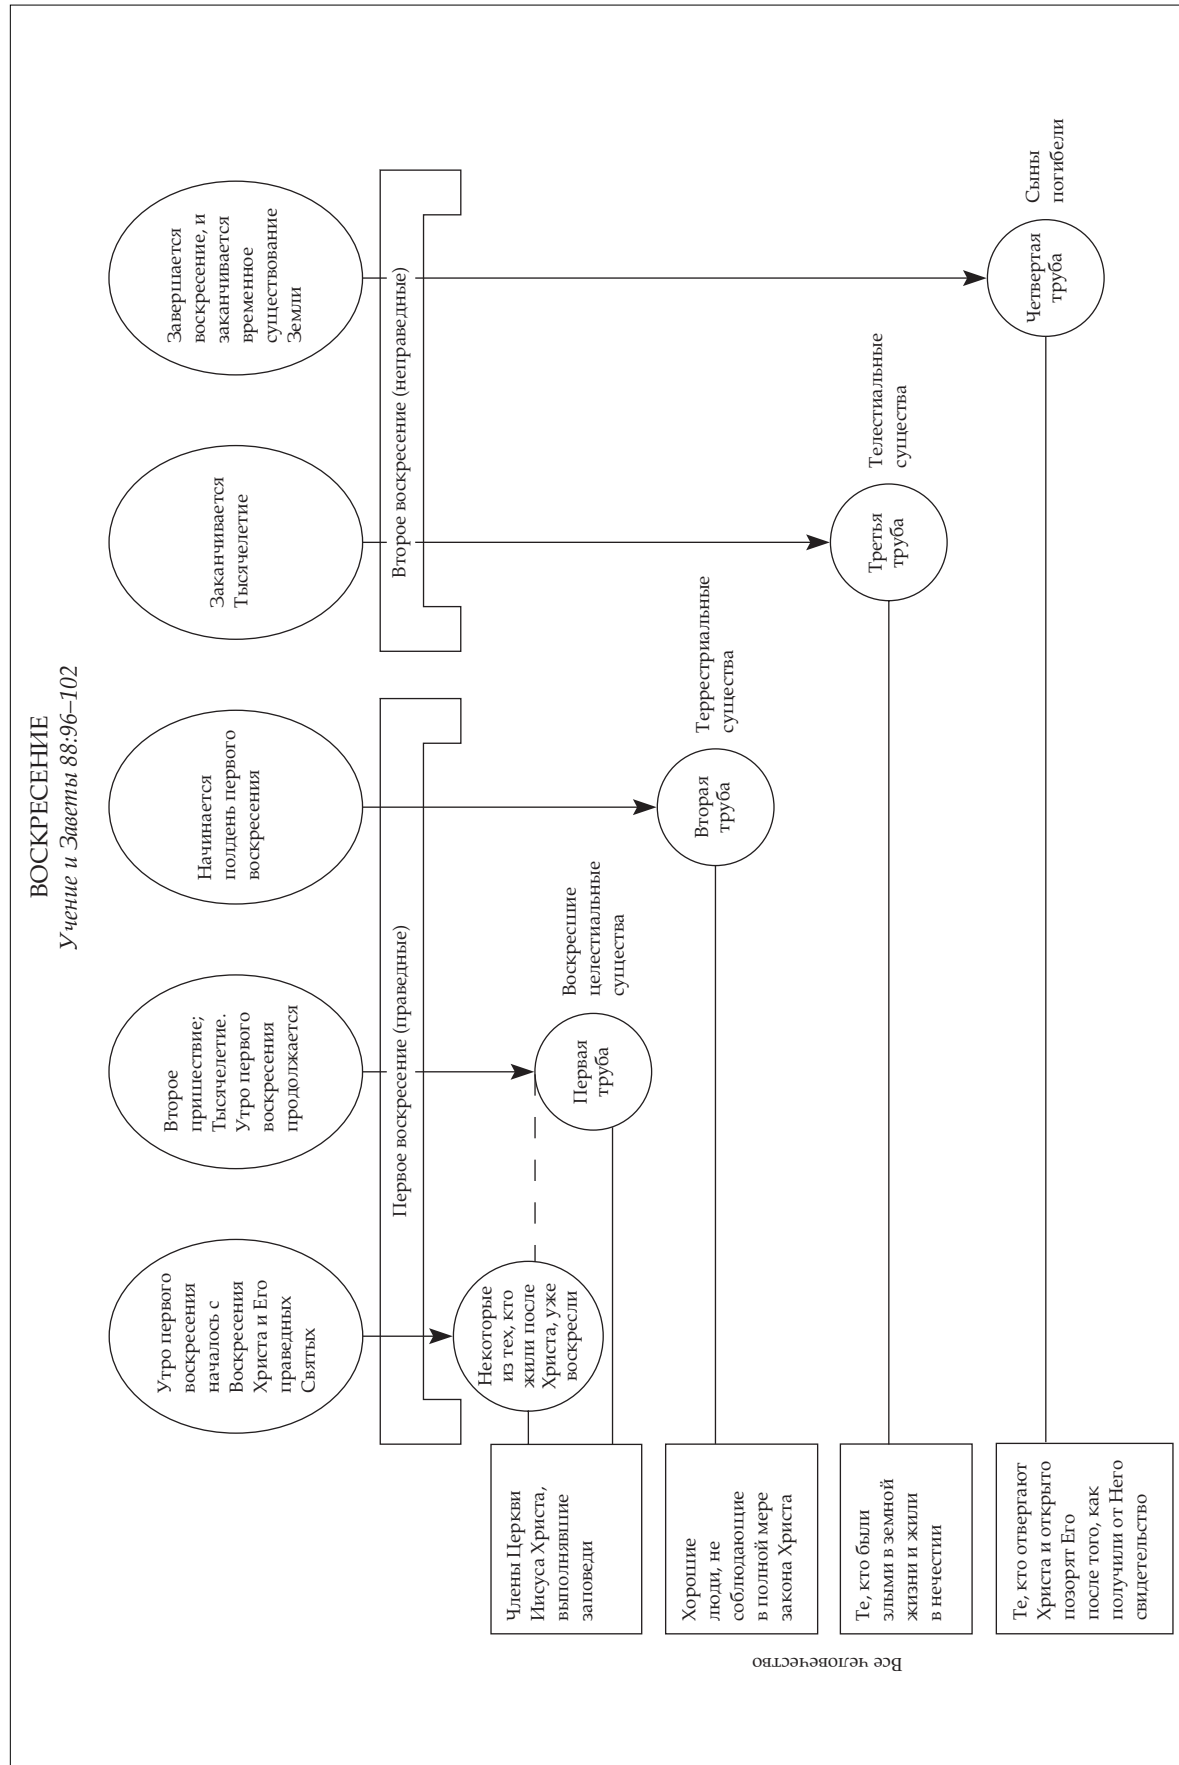 ВОСКРЕСЕНИЕ
Учение и Заветы 88:96–102
Утро первого
воскресения
началось с
Воскресения
Христа и Его
праведных
Святых
Второе
пришествие;
Тысячелетие.
Утро первого
воскресения
продолжается
Начинается
полдень первого
воскресения
Заканчивается
Тысячелетие
Завершается
воскресение, и
заканчивается
временное
существование
Земли
Первое воскресение (праведные)
Второе воскресение (неправедные)
Члены Церкви
Иисуса Христа,
выполнявшие
заповеди
Некоторые
из тех, кто
жили после
Христа, уже
воскресли
Первая
труба
Воскресшие
целестиальные
существа
Хорошие
люди, не
соблюдающие
в полной мере
закона Христа
Вторая
труба
Террестриальные
существа
Те, кто были
злыми в земной
жизни и жили
в нечестии
Третья
труба
Телестиальные
существа
Те, кто отвергают
Христа и открыто
позорят Его
после того, как
получили от Него
свидетельство
Четвертая
труба
Сыны
погибели
Все человечество